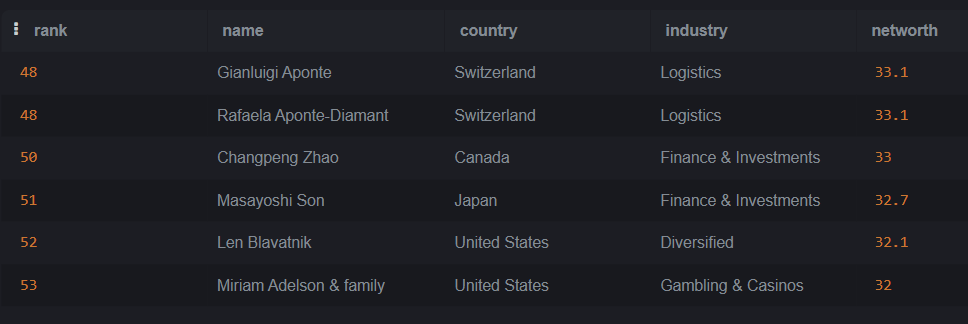 rank name country industry networth
48 Gianluigi Aponte Switzerland Logistics 33.1
48 Rafaela Aponte-Diamant Switzerland Logistics 33.1
50 Changpeng Zhao Canada Finance & Investments 33
51 Masayoshi Son Japan Finance & Investments 32.7
52 Len Blavatnik United States Diversified 32.1
53 Miriam Adelson & family United States Gambling & Casinos 32